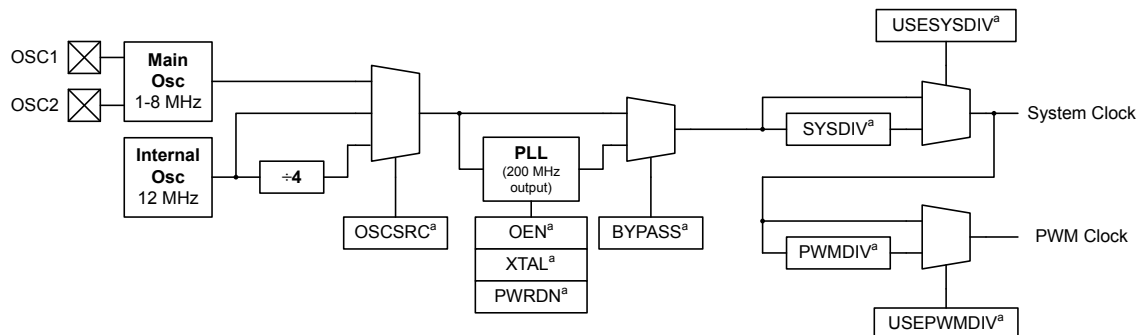 OSC1
OSC2
Main
Osc
1-8 MHz
Internal
Osc
12 MHz
÷4
OSCSRCᵃ
PLL
(200 MHz
output)
OENᵃ
XTALᵃ
PWRDNᵃ
BYPASSᵃ
USESYSDIVᵃ
SYSDIVᵃ
System Clock
PWMDIVᵃ
PWM Clock
USEPWMDIVᵃ